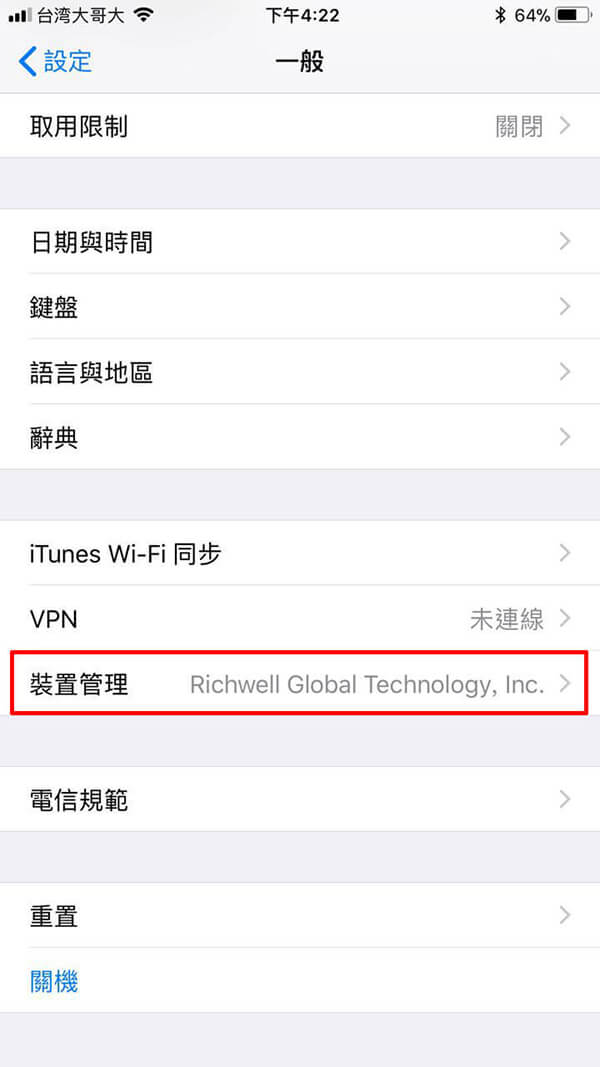 台湾大哥大 下午4:22 64%
設定 一般
取用限制 關閉
日期與時間
鍵盤
語言與地區
辭典
iTunes Wi-Fi 同步
VPN 未連線
裝置管理 Richwell Global Technology, Inc.
電信規範
重置
關機